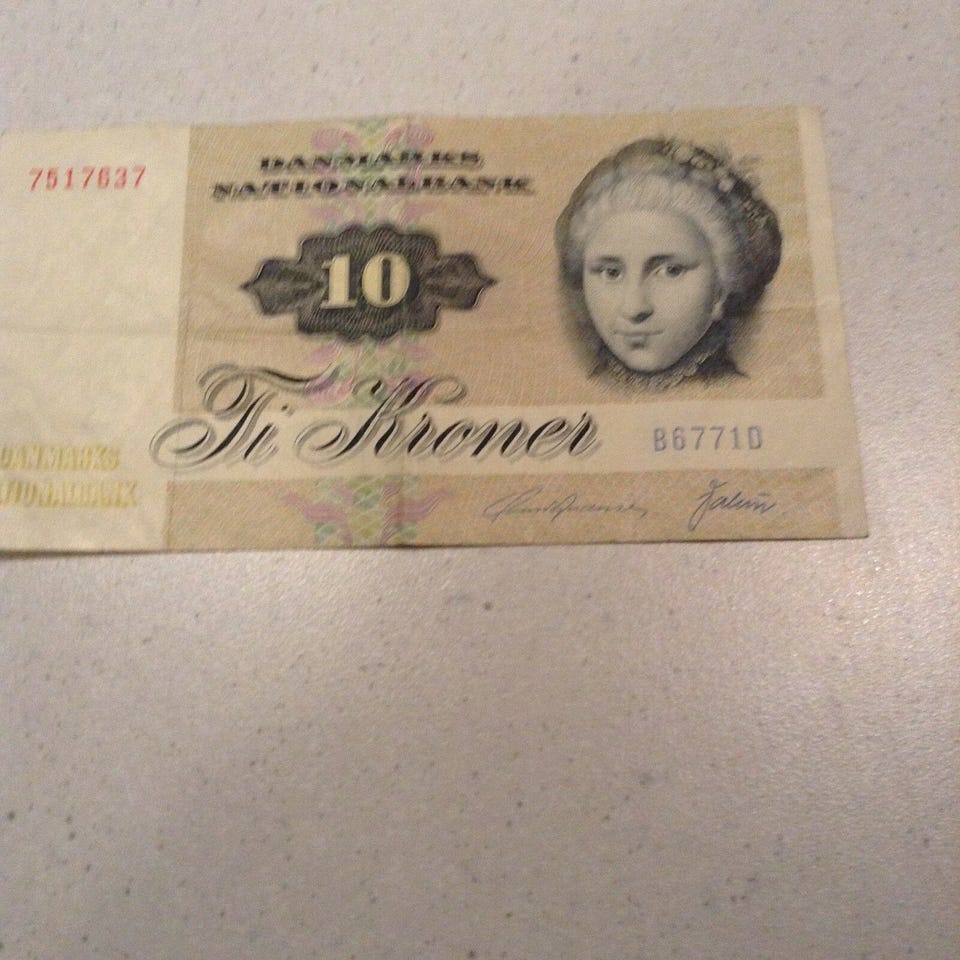 7517637
DANMARKS
NATIONALBANK
10
Ti Kroner
B6771D
DANMARKS
NATIONALBANK